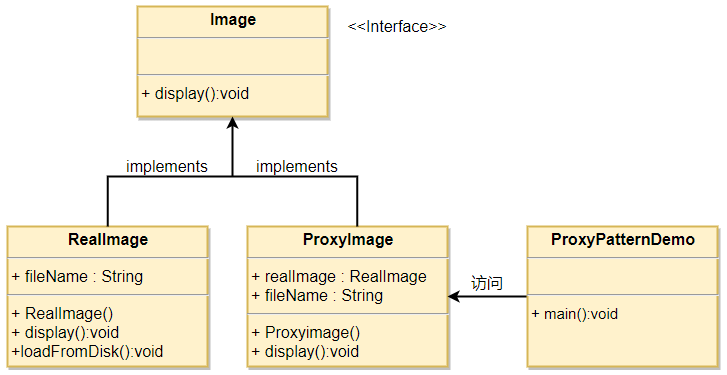 Image
<<Interface>>
+ display():void
implements
implements
RealImage
+ fileName : String
+ RealImage()
+ display():void
+loadFromDisk():void
ProxyImage
+ realImage : RealImage
+ fileName : String
+ Proxyimage()
+ display():void
访问
ProxyPatternDemo
+ main():void